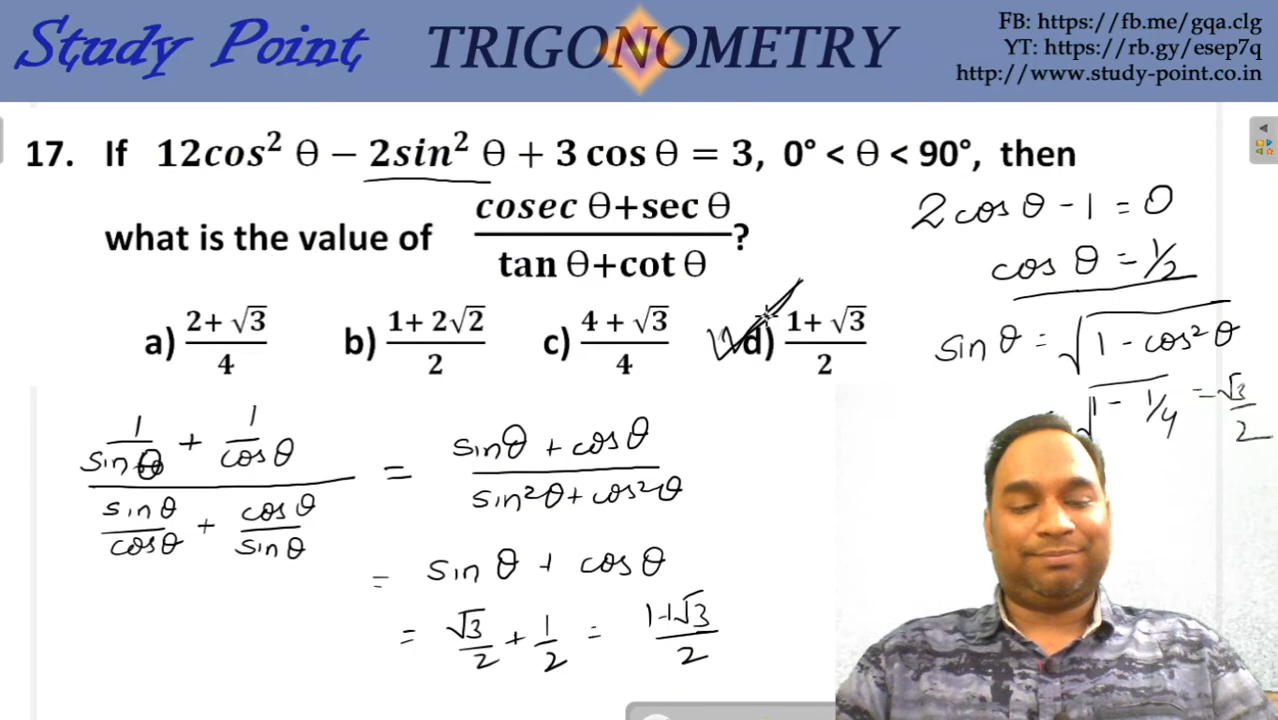 Study Point TRIGONOMETRY
FB: https://fb.me/gqa.clg
YT: https://rb.gy/esep7q
http://www.study-point.co.in
17. If 12cos² θ − 2sin² θ + 3 cos θ = 3, 0° < θ < 90°, then
what is the value of (cosec θ+sec θ)/(tan θ+cot θ)?
a) (2+ √3)/4 b) (1+ 2√2)/2 c) (4 + √3)/4 d) (1+ √3)/2
2cos θ − 1 = 0
cos θ = 1/2
sin θ = √(1 − cos² θ)
√(1 − 1/4) = √3/2
(1/sin θ + 1/cos θ)/(sin θ/cos θ + cos θ/sin θ) = (sin θ + cos θ)/(sin²θ + cos²θ)
= sin θ + cos θ
= √3/2 + 1/2 = (1+√3)/2